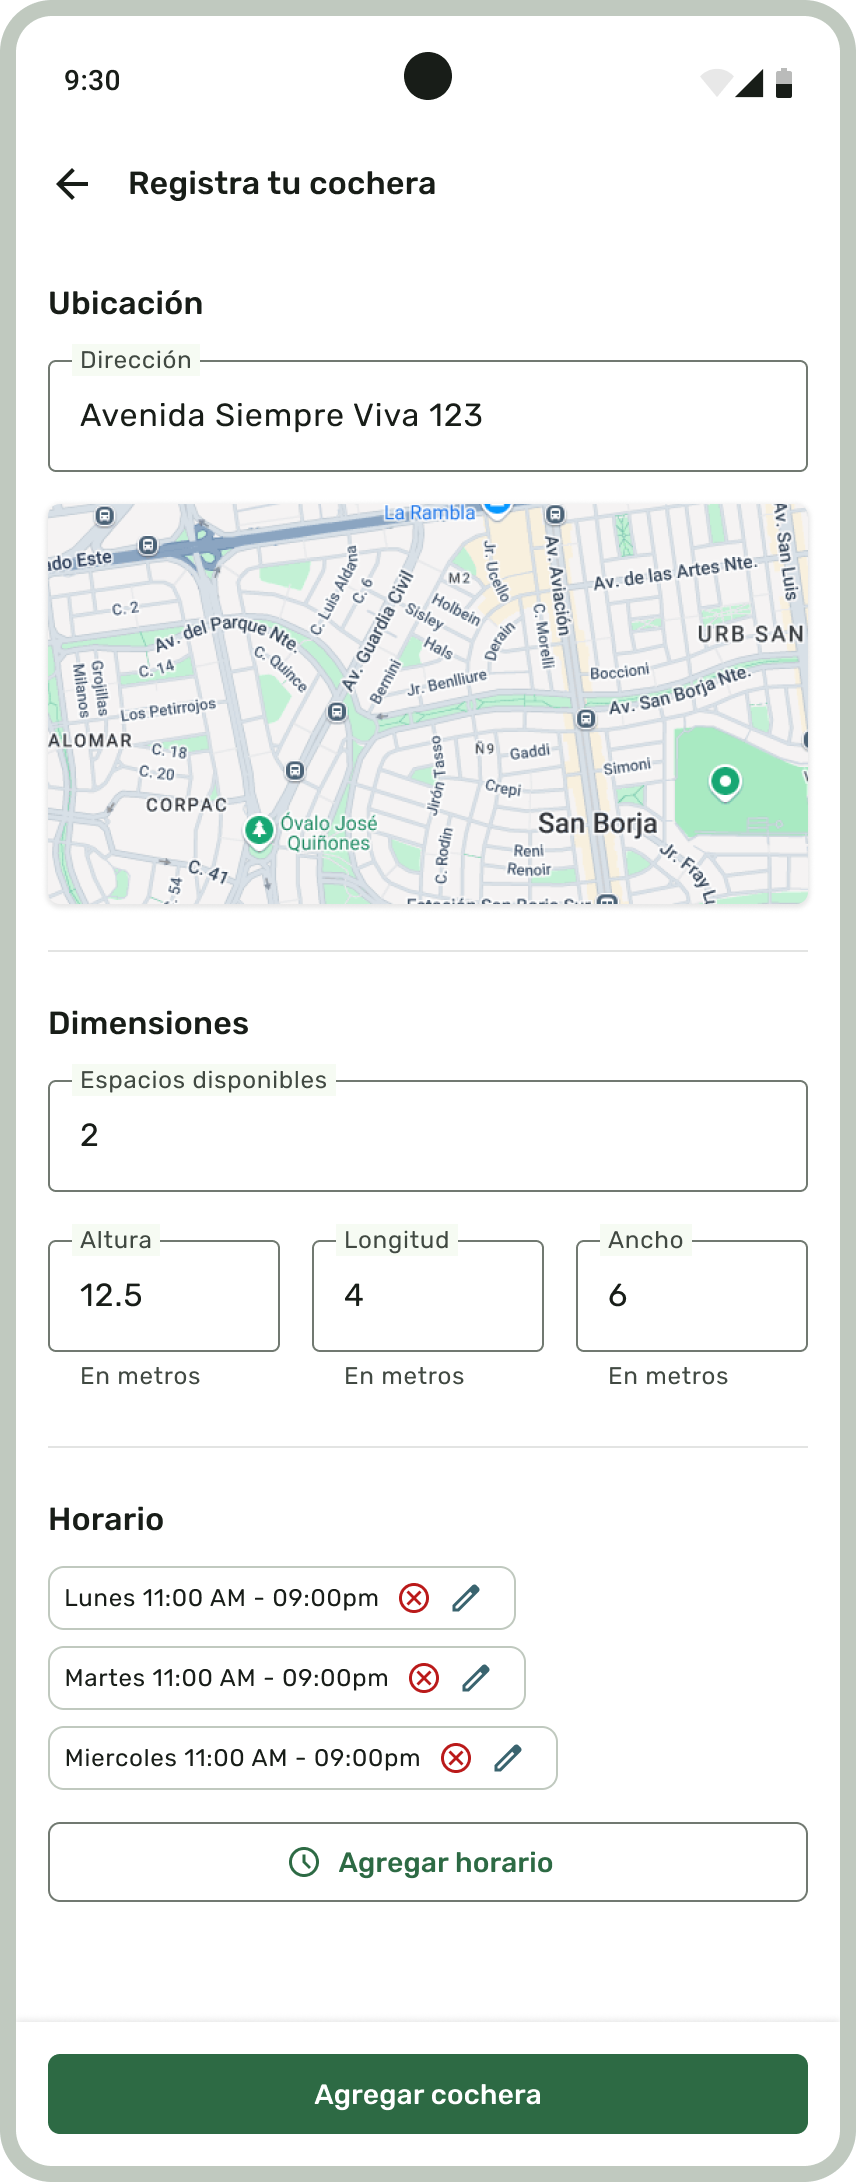 9:30
Registra tu cochera
Ubicación
Dirección
Avenida Siempre Viva 123
La Rambla
ado Este
C. 2
Av. del Parque Nte.
C. Luis Aldana
C. 6
Av. Guardia Civil
M2
Jr. Ucello
Holbein
Sisley
Hals
Derain
C. Morelli
Av. Aviación
Av. de las Artes Nte.
Av. San Luis
URB SAN
Grojillas
Milanos
C. 14
C. Quince
Bernini
Jr. Benlliure
Boccioni
Av. San Borja Nte.
Los Petirrojos
ALOMAR
C. 18
C. 20
CORPAC
Jirón Tasso
Ñ9
Gaddi
Crepi
Simoni
Óvalo José
Quiñones
San Borja
C. Rodin
Reni
Renoir
C. 41
54
Jr. Fray L
Dimensiones
Espacios disponibles
2
Altura
Longitud
Ancho
12.5
4
6
En metros
En metros
En metros
Horario
Lunes 11:00 AM - 09:00pm
Martes 11:00 AM - 09:00pm
Miercoles 11:00 AM - 09:00pm
Agregar horario
Agregar cochera